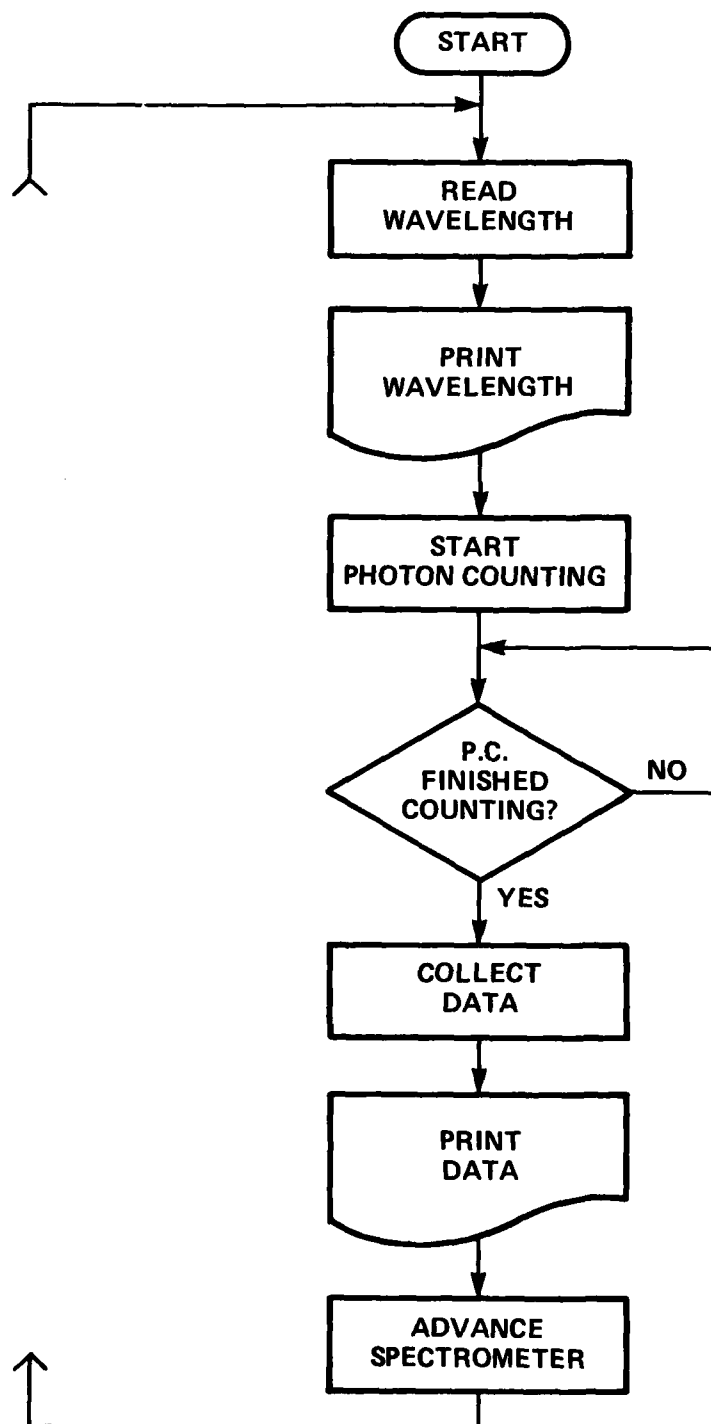 START
READ
WAVELENGTH
PRINT
WAVELENGTH
START
PHOTON COUNTING
P.C.
FINISHED
COUNTING?
NO
YES
COLLECT
DATA
PRINT
DATA
ADVANCE
SPECTROMETER